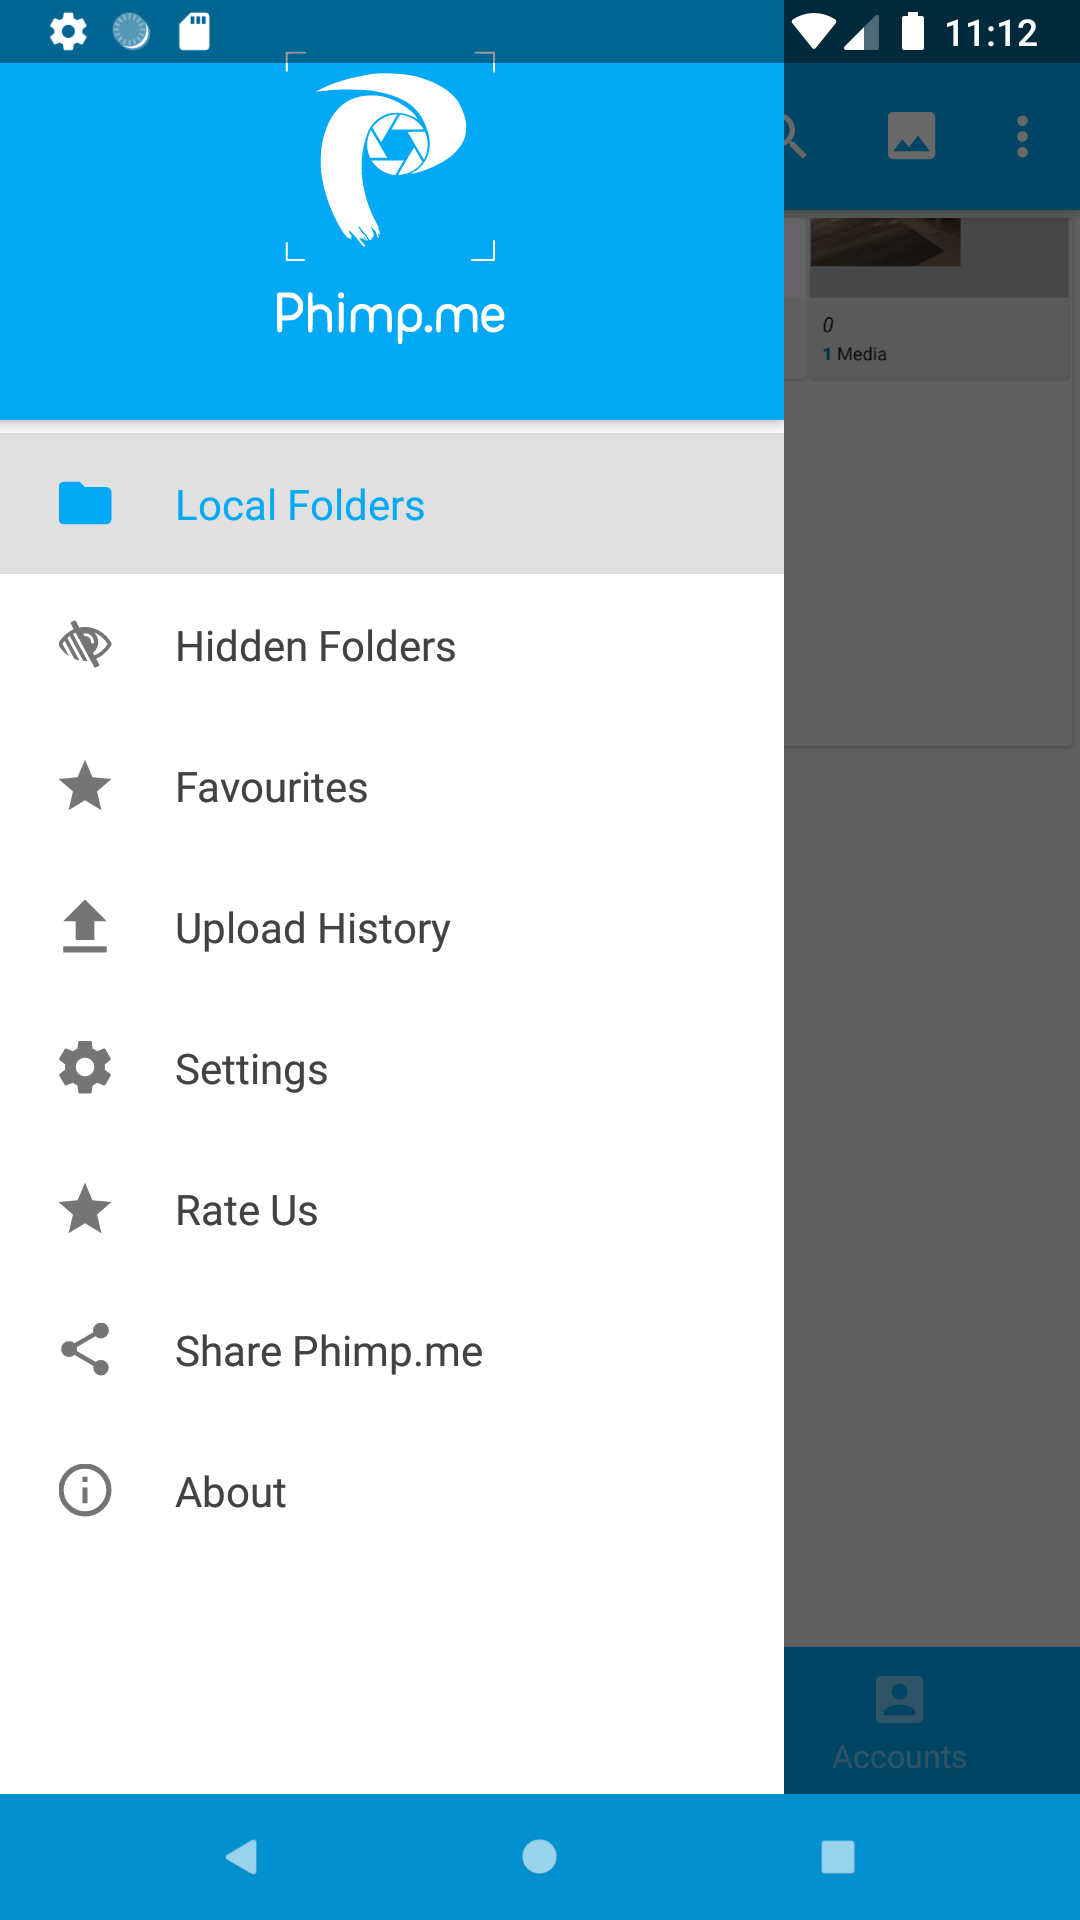 11:12
Phimp.me
0
1 Media
Local Folders
Hidden Folders
Favourites
Upload History
Settings
Rate Us
Share Phimp.me
About
Accounts